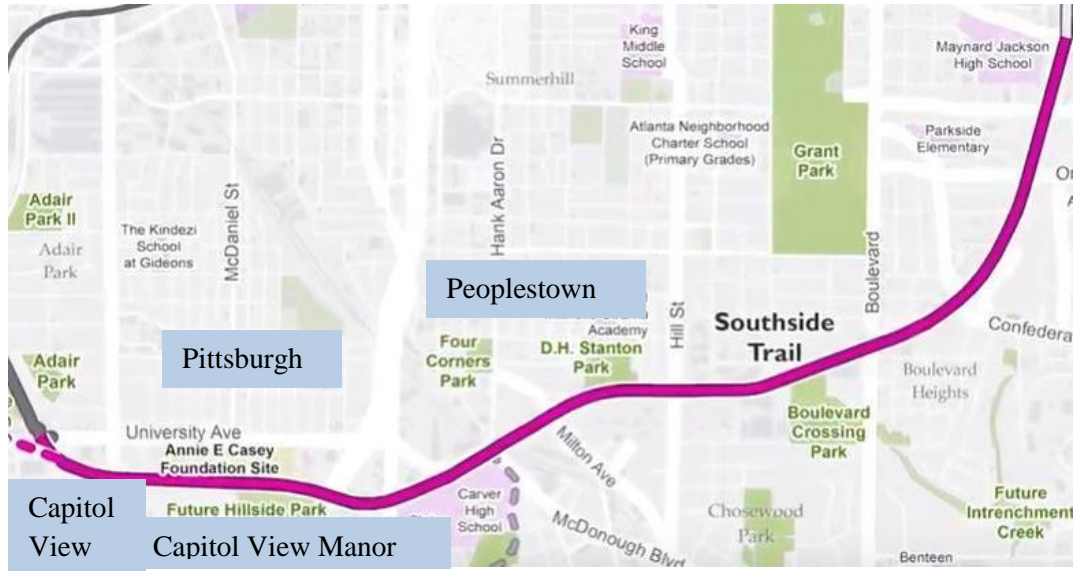 King
Middle
School
Maynard Jackson
High School
Summerhill
Atlanta Neighborhood
Charter School
(Primary Grades)
Parkside
Elementary
Grant
Park
Adair
Park II
Adair
Park
The Kindezi
School
at Gideons
McDaniel St
Hank Aaron Dr
Boulevard
Peoplestown
Academy
Hill St
Southside
Trail
Confedera
Four
Corners
Park
D.H. Stanton
Park
Pittsburgh
Adair
Park
Boulevard
Heights
Boulevard
Crossing
Park
University Ave
Annie E Casey
Foundation Site
Milton Ave
Capitol
View
Future Hillside Park
Carver
High
School
McDonough Blvd
Chosewood
Park
Future
Intrenchment
Creek
Capitol View Manor
Benteen